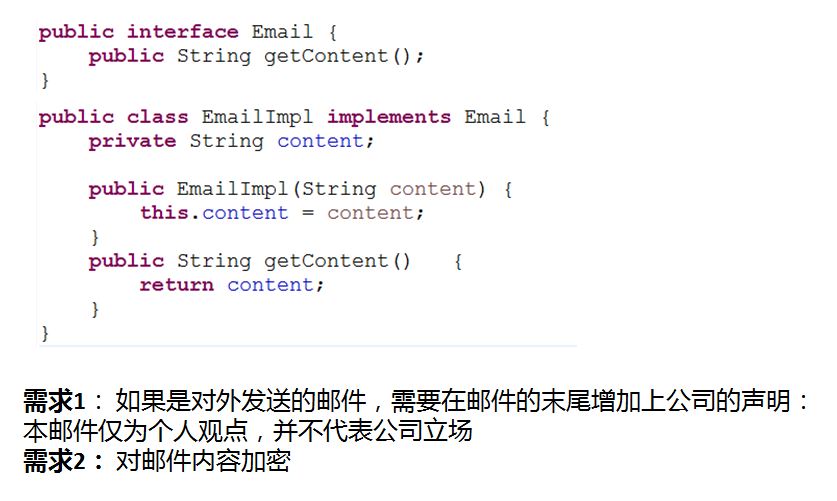 public interface Email {
    public String getContent();
}
public class EmailImpl implements Email {
    private String content;
    public EmailImpl(String content) {
        this.content = content;
    }
    public String getContent()   {
        return content;
    }
}
需求1：如果是对外发送的邮件，需要在邮件的末尾增加上公司的声明：
本邮件仅为个人观点，并不代表公司立场
需求2：对邮件内容加密